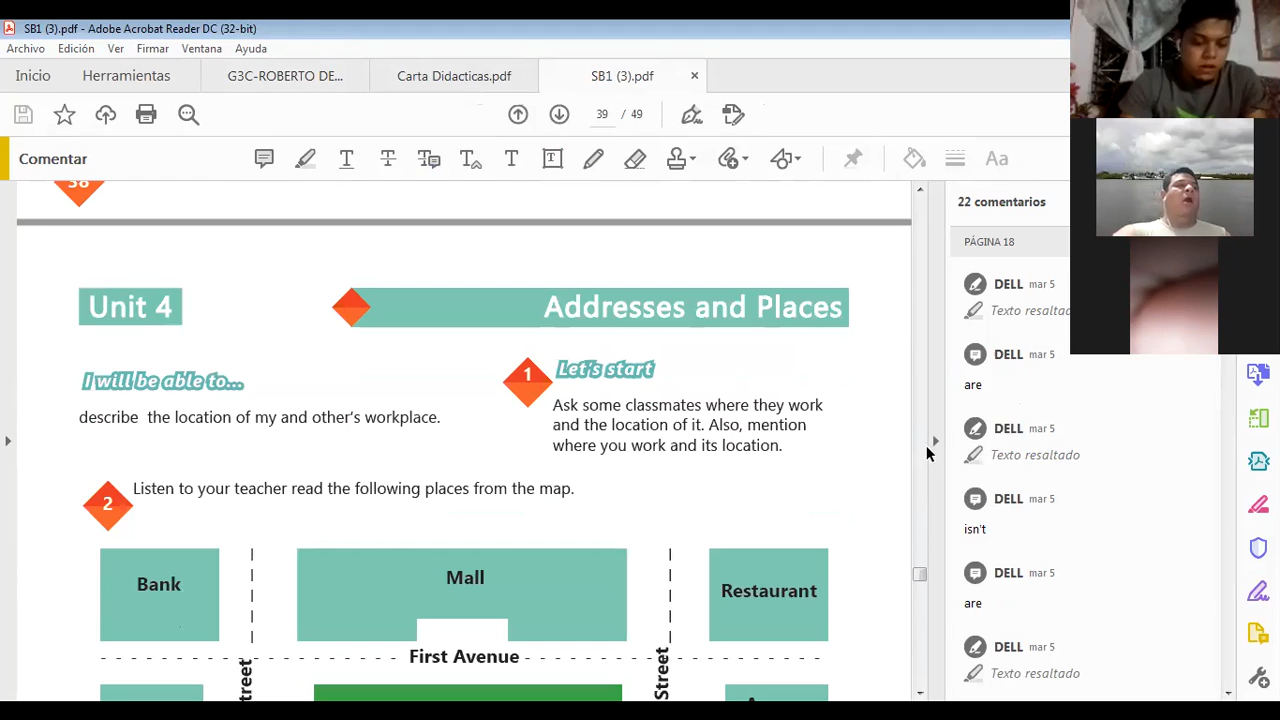 SB1 (3).pdf - Adobe Acrobat Reader DC (32-bit)
Archivo Edición Ver Firmar Ventana Ayuda
Inicio Herramientas G3C-ROBERTO DE... Carta Didacticas.pdf SB1 (3).pdf ×
39 / 49
Comentar
Aa
38
22 comentarios
PÁGINA 18
Unit 4
Addresses and Places
I will be able to...
describe the location of my and other's workplace.
1
Let's start
Ask some classmates where they work
and the location of it. Also, mention
where you work and its location.
2
Listen to your teacher read the following places from the map.
Bank
Mall
Restaurant
First Avenue
Street
DELL mar 5
DELL mar 5
are
DELL mar 5
Texto resaltado
DELL mar 5
isn't
DELL mar 5
are
DELL mar 5
Texto resaltado